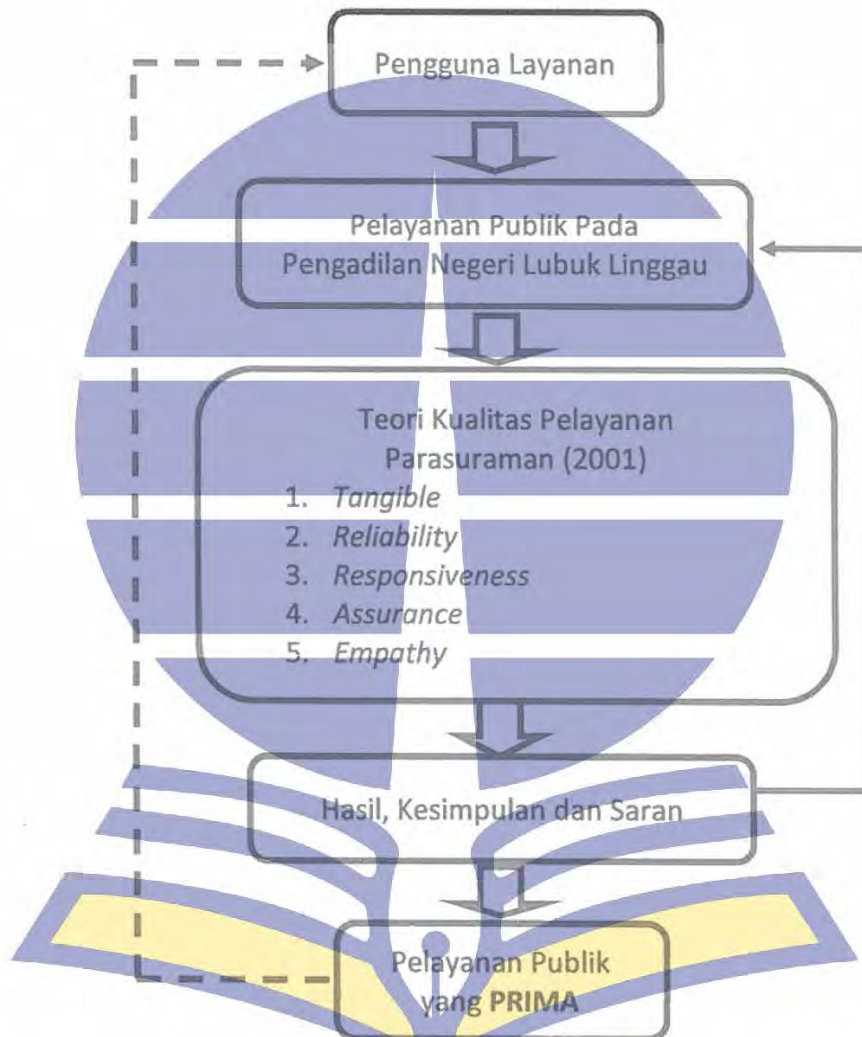 Pengguna Layanan
Pelayanan Publik Pada
Pengadilan Negeri Lubuk Linggau
Teori Kualitas Pelayanan
Parasuraman (2001)
1. Tangible
2. Reliability
3. Responsiveness
4. Assurance
5. Empathy
Hasil, Kesimpulan dan Saran
Pelayanan Publik
yang PRIMA